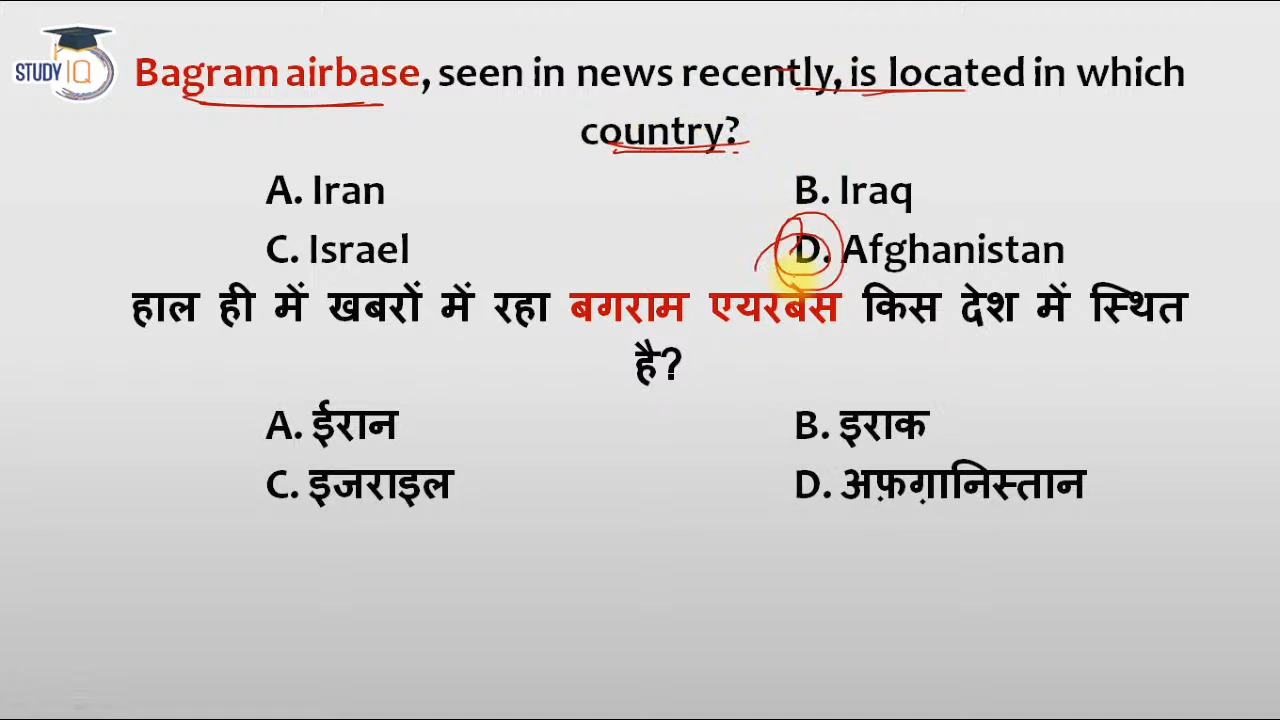 STUDY IQ
Bagram airbase, seen in news recently, is located in which
country?
A. Iran B. Iraq
C. Israel D. Afghanistan
हाल ही में खबरों में रहा बगराम एयरबेस किस देश में स्थित
है?
A. ईरान B. इराक
C. इजराइल D. अफ़ग़ानिस्तान